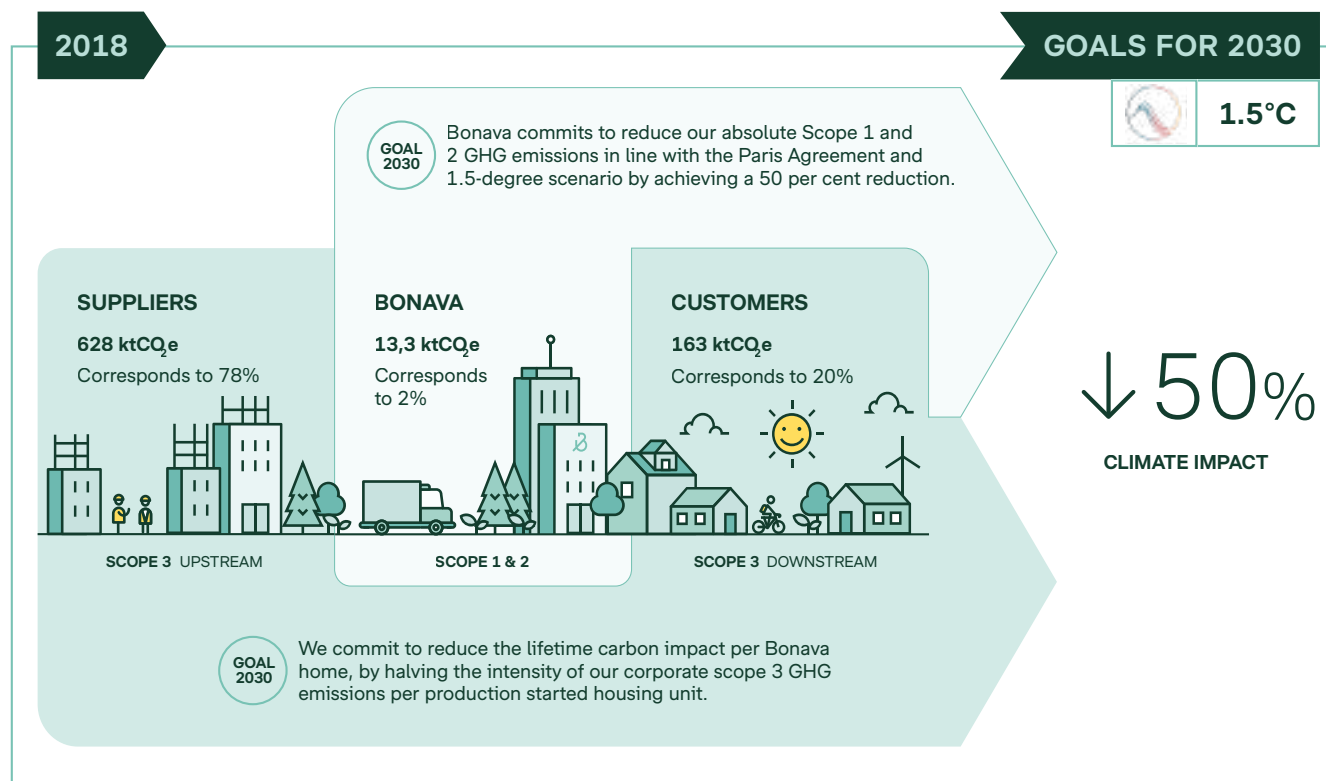 2018
GOALS FOR 2030
1.5°C
GOAL
2030
Bonava commits to reduce our absolute Scope 1 and
2 GHG emissions in line with the Paris Agreement and
1.5-degree scenario by achieving a 50 per cent reduction.
SUPPLIERS
628 ktCO₂e
Corresponds to 78%
BONAVA
13,3 ktCO₂e
Corresponds
to 2%
CUSTOMERS
163 ktCO₂e
Corresponds to 20%
↓50%
CLIMATE IMPACT
SCOPE 3 UPSTREAM
SCOPE 1 & 2
SCOPE 3 DOWNSTREAM
GOAL
2030
We commit to reduce the lifetime carbon impact per Bonava
home, by halving the intensity of our corporate scope 3 GHG
emissions per production started housing unit.